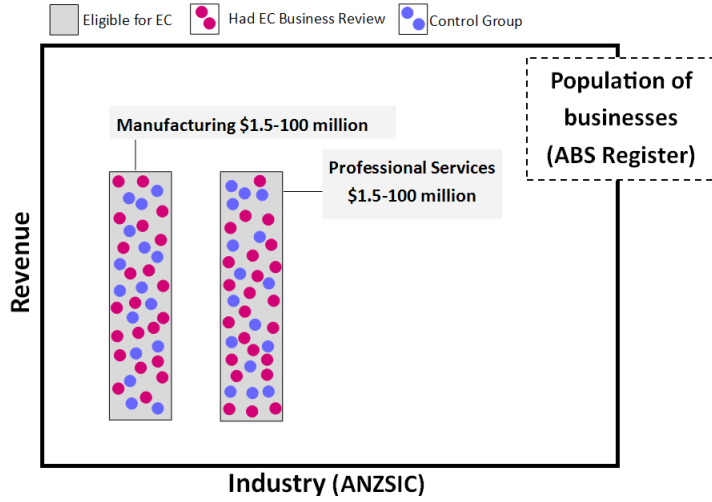 Eligible for EC
Had EC Business Review
Control Group
Population of
businesses
(ABS Register)
Manufacturing $1.5-100 million
Professional Services
$1.5-100 million
Revenue
Industry (ANZSIC)